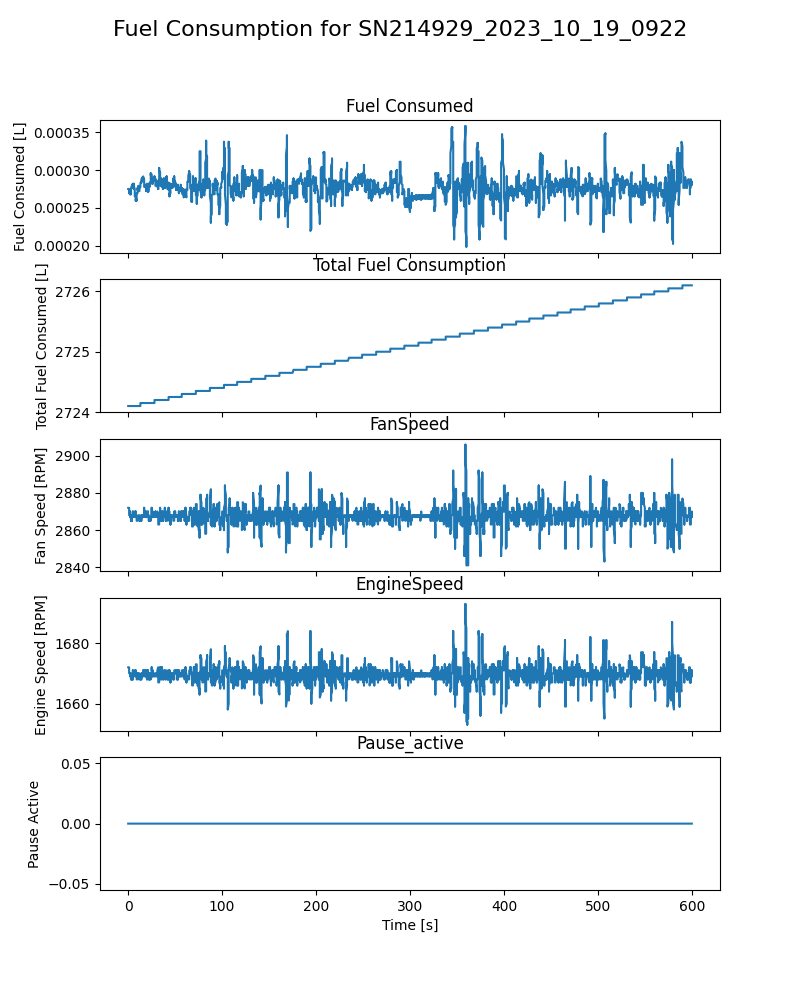 Fuel Consumption for SN214929_2023_10_19_0922
Fuel Consumed
Fuel Consumed [L]
0.00035
0.00030
0.00025
0.00020
Total Fuel Consumption
Total Fuel Consumed [L]
2726
2725
2724
FanSpeed
Fan Speed [RPM]
2900
2880
2860
2840
EngineSpeed
Engine Speed [RPM]
1680
1660
Pause_active
Pause Active
0.05
0.00
−0.05
0 100 200 300 400 500 600
Time [s]